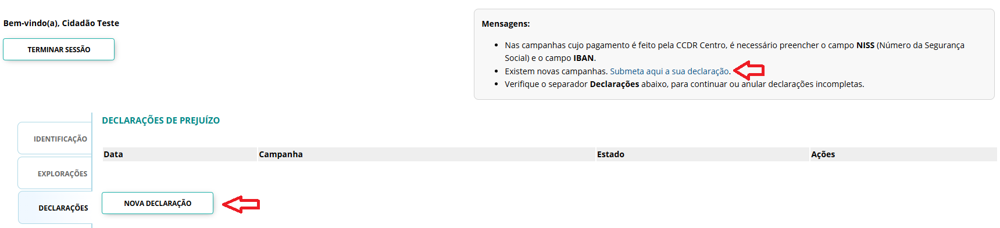 Bem-vindo(a), Cidadão Teste
TERMINAR SESSÃO
Mensagens:
Nas campanhas cujo pagamento é feito pela CCDR Centro, é necessário preencher o campo NISS (Número da Segurança
Social) e o campo IBAN.
Existem novas campanhas. Submeta aqui a sua declaração.
Verifique o separador Declarações abaixo, para continuar ou anular declarações incompletas.
IDENTIFICAÇÃO
EXPLORAÇÕES
DECLARAÇÕES
DECLARAÇÕES DE PREJUÍZO
Data Campanha Estado Ações
NOVA DECLARAÇÃO